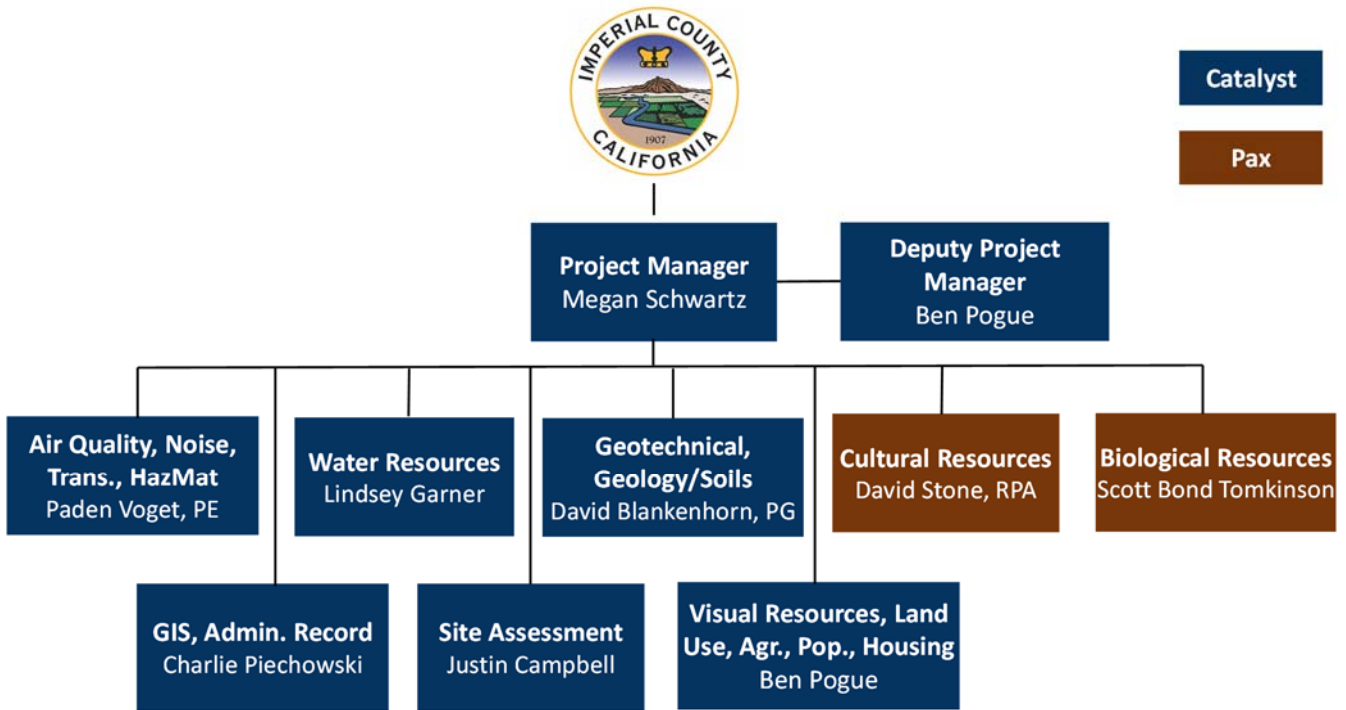 IMPERIAL COUNTY
1907
CALIFORNIA
Catalyst
Pax
Project Manager
Megan Schwartz
Deputy Project
Manager
Ben Pogue
Air Quality, Noise,
Trans., HazMat
Paden Voget, PE
Water Resources
Lindsey Garner
Geotechnical,
Geology/Soils
David Blankenhorn, PG
Cultural Resources
David Stone, RPA
Biological Resources
Scott Bond Tomkinson
GIS, Admin. Record
Charlie Piechowski
Site Assessment
Justin Campbell
Visual Resources, Land
Use, Agr., Pop., Housing
Ben Pogue